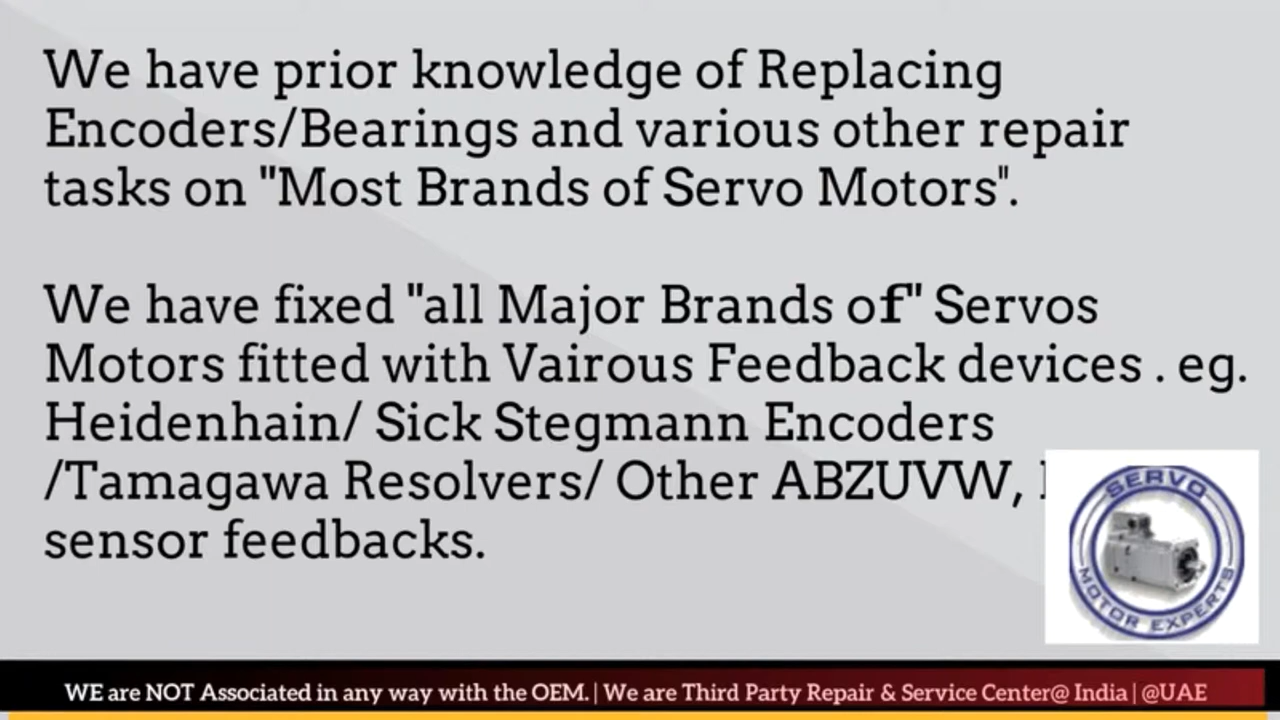 We have prior knowledge of Replacing
Encoders/Bearings and various other repair
tasks on "Most Brands of Servo Motors".
We have fixed "all Major Brands of" Servos
Motors fitted with Vairous Feedback devices . eg.
Heidenhain/ Sick Stegmann Encoders
/Tamagawa Resolvers/ Other ABZUVW,
sensor feedbacks.
SERVO
MOTOR EXPERTS
WE are NOT Associated in any way with the OEM. | We are Third Party Repair & Service Center@ India | @UAE